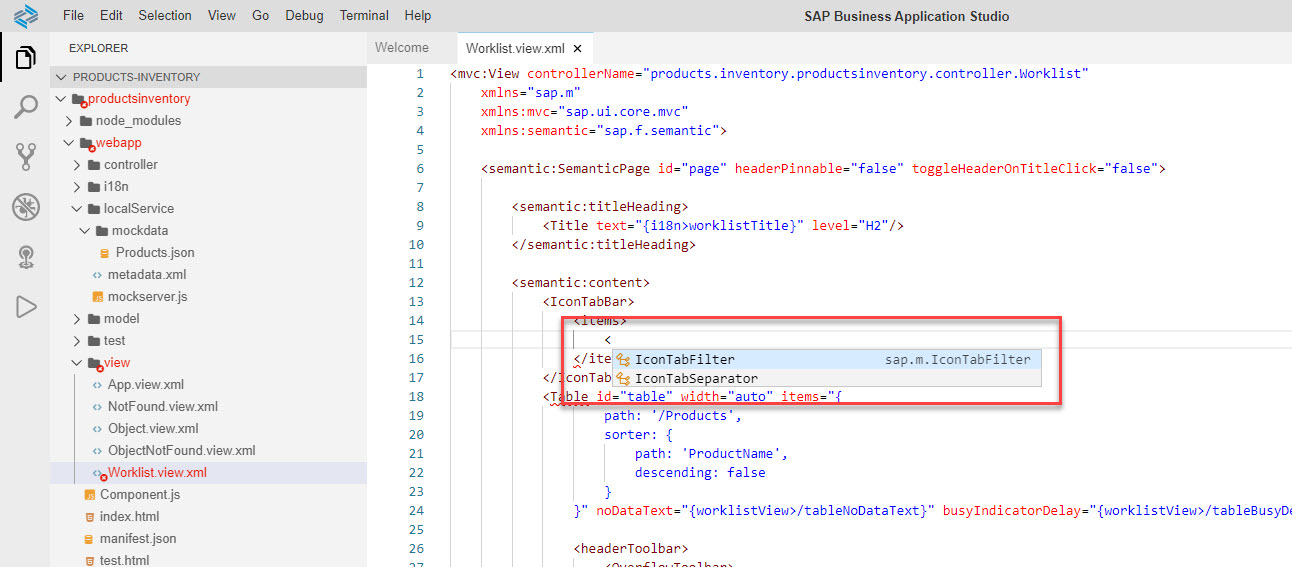 File Edit Selection View Go Debug Terminal Help SAP Business Application Studio
EXPLORER
PRODUCTS-INVENTORY
productsinventory
node_modules
webapp
controller
i18n
localService
mockdata
Products.json
metadata.xml
mockserver.js
model
test
view
App.view.xml
NotFound.view.xml
Object.view.xml
ObjectNotFound.view.xml
Worklist.view.xml
Component.js
index.html
manifest.json
test.html
Welcome Worklist.view.xml ×
1 <mvc:View controllerName="products.inventory.productsinventory.controller.Worklist"
2 xmlns="sap.m"
3 xmlns:mvc="sap.ui.core.mvc"
4 xmlns:semantic="sap.f.semantic">
5
6 <semantic:SemanticPage id="page" headerPinnable="false" toggleHeaderOnTitleClick="false">
7
8 <semantic:titleHeading>
9 <Title text="{i18n>worklistTitle}" level="H2"/>
10 </semantic:titleHeading>
11
12 <semantic:content>
13 <IconTabBar>
14 <items>
15 <
IconTabFilter sap.m.IconTabFilter
16 </ite
IconTabSeparator
17 </IconTab
18 <Table id="table" width="auto" items="{
19 path: '/Products',
20 sorter: {
21 path: 'ProductName',
22 descending: false
23 }
24 }" noDataText="{worklistView>/tableNoDataText}" busyIndicatorDelay="{worklistView>/tableBusyDe
25
26 <headerToolbar>
27 <OverflowToolbar>